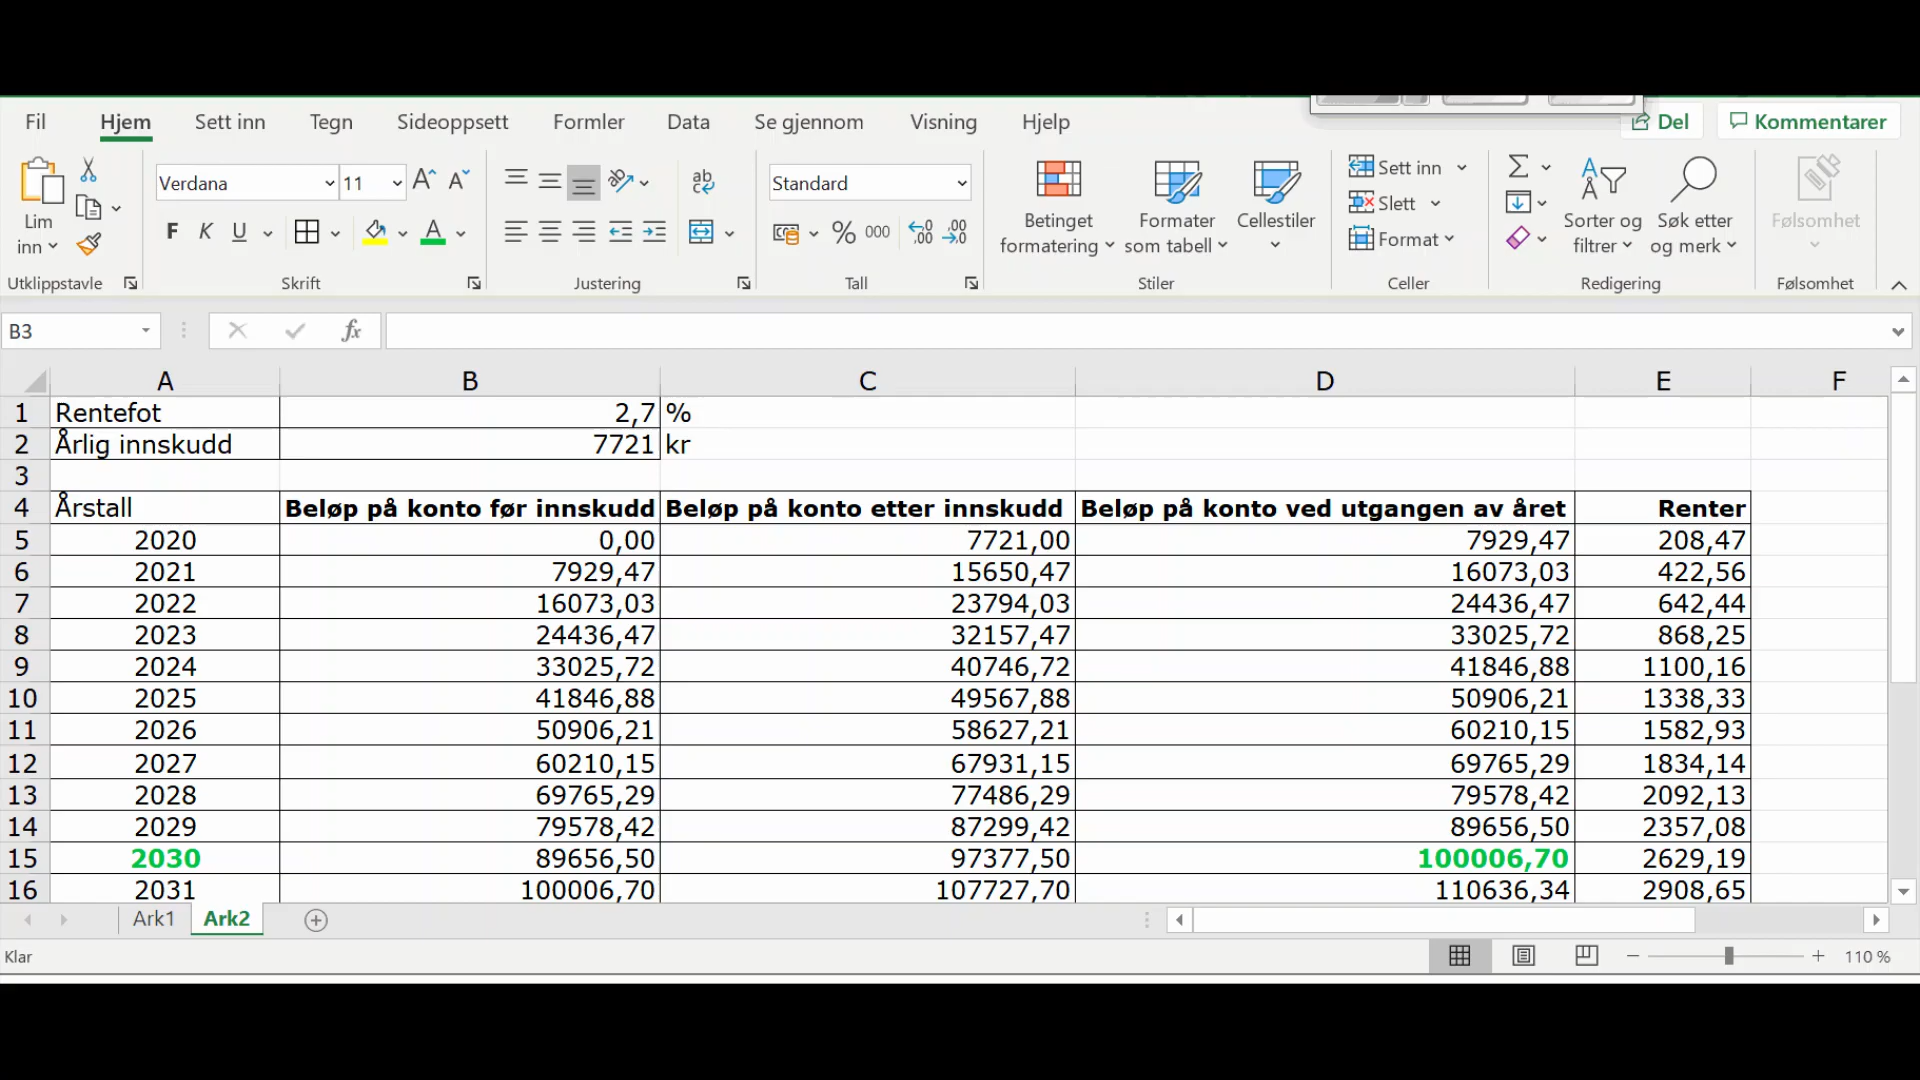 Fil Hjem Sett inn Tegn Sideoppsett Formler Data Se gjennom Visning Hjelp Del Kommentarer
Lim inn
Verdana 11
F K U
ab
Standard
% 000
Betinget formatering
Formater som tabell
Cellestiler
Sett inn
Slett
Format
Sorter og filtrer
Søk etter og merk
Følsomhet
Utklippstavle Skrift Justering Tall Stiler Celler Redigering Følsomhet
B3 fx
A B C D E F
1 Rentefot 2,7 %
2 Årlig innskudd 7721 kr
3
4 Årstall Beløp på konto før innskudd Beløp på konto etter innskudd Beløp på konto ved utgangen av året Renter
5 2020 0,00 7721,00 7929,47 208,47
6 2021 7929,47 15650,47 16073,03 422,56
7 2022 16073,03 23794,03 24436,47 642,44
8 2023 24436,47 32157,47 33025,72 868,25
9 2024 33025,72 40746,72 41846,88 1100,16
10 2025 41846,88 49567,88 50906,21 1338,33
11 2026 50906,21 58627,21 60210,15 1582,93
12 2027 60210,15 67931,15 69765,29 1834,14
13 2028 69765,29 77486,29 79578,42 2092,13
14 2029 79578,42 87299,42 89656,50 2357,08
15 2030 89656,50 97377,50 100006,70 2629,19
16 2031 100006,70 107727,70 110636,34 2908,65
Ark1 Ark2
Klar 110 %